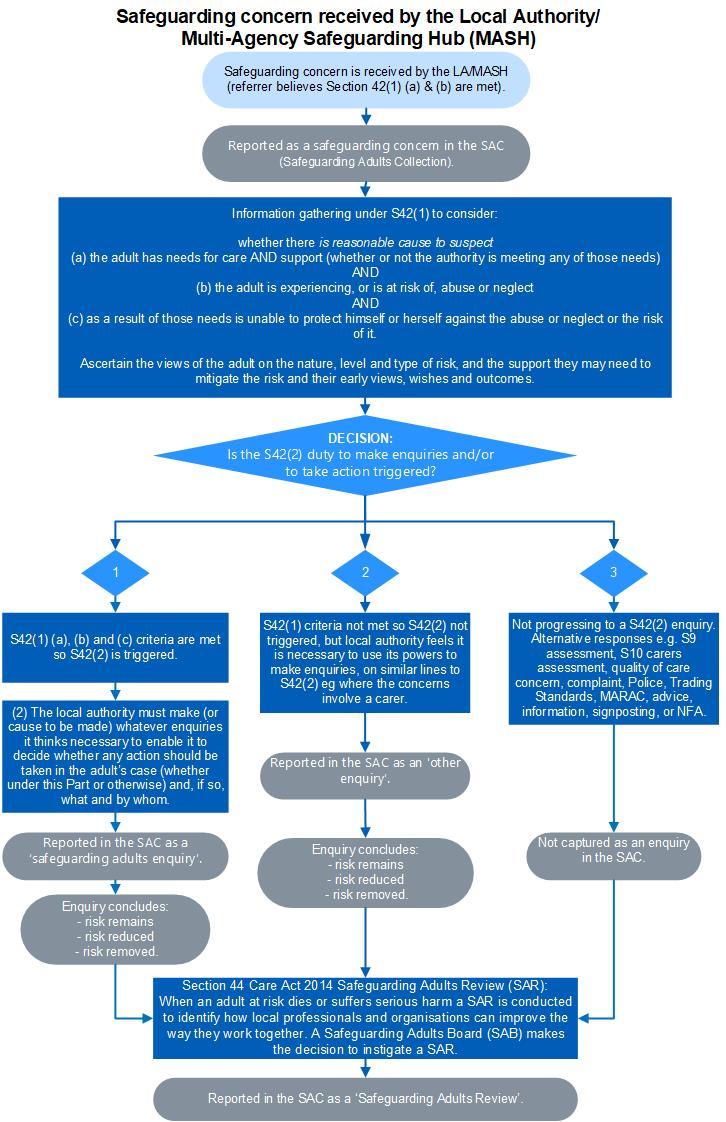 Safeguarding concern received by the Local Authority/
Multi-Agency Safeguarding Hub (MASH)
Safeguarding concern is received by the LA/MASH
(referrer believes Section 42(1) (a) & (b) are met).
Reported as a safeguarding concern in the SAC
(Safeguarding Adults Collection).
Information gathering under S42(1) to consider:
whether there is reasonable cause to suspect
(a) the adult has needs for care AND support (whether or not the authority is meeting any of those needs)
AND
(b) the adult is experiencing, or is at risk of, abuse or neglect
AND
(c) as a result of those needs is unable to protect himself or herself against the abuse or neglect or the risk
of it.
Ascertain the views of the adult on the nature, level and type of risk, and the support they may need to
mitigate the risk and their early views, wishes and outcomes.
DECISION:
Is the S42(2) duty to make enquiries and/or
to take action triggered?
1
S42(1) (a), (b) and (c) criteria are met
so S42(2) is triggered.
(2) The local authority must make (or
cause to be made) whatever enquiries
it thinks necessary to enable it to
decide whether any action should be
taken in the adult's case (whether
under this Part or otherwise) and, if so,
what and by whom.
Reported in the SAC as a
'safeguarding adults enquiry'.
Enquiry concludes:
- risk remains
- risk reduced
- risk removed.
2
S42(1) criteria not met so S42(2) not
triggered, but local authority feels it
is necessary to use its powers to
make enquiries, on similar lines to
S42(2) eg where the concerns
involve a carer.
Reported in the SAC as an 'other
enquiry'.
Enquiry concludes:
- risk remains
- risk reduced
- risk removed.
3
Not progressing to a S42(2) enquiry.
Alternative responses e.g. S9
assessment, S10 carers
assessment, quality of care
concern, complaint, Police, Trading
Standards, MARAC, advice,
information, signposting, or NFA.
Not captured as an enquiry
in the SAC.
Section 44 Care Act 2014 Safeguarding Adults Review (SAR):
When an adult at risk dies or suffers serious harm a SAR is conducted
to identify how local professionals and organisations can improve the
way they work together. A Safeguarding Adults Board (SAB) makes
the decision to instigate a SAR.
Reported in the SAC as a 'Safeguarding Adults Review'.